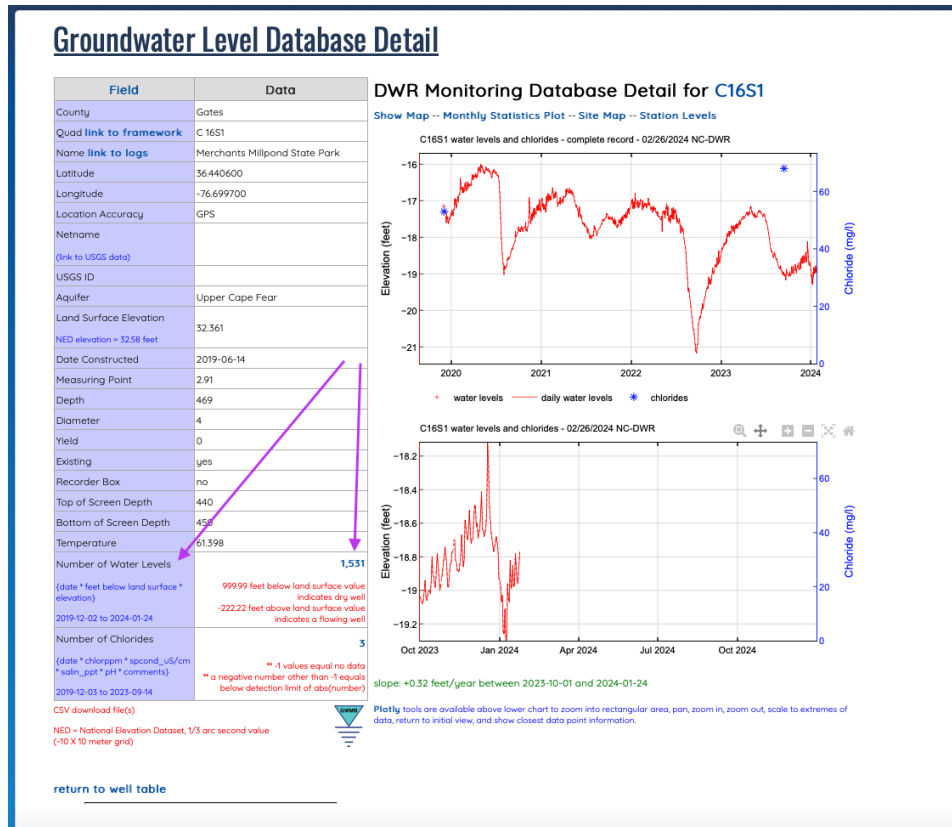 Groundwater Level Database Detail
Field Data
County Gates
Quad link to framework C 16S1
Name link to logs Merchants Millpond State Park
Latitude 36.440600
Longitude -76.699700
Location Accuracy GPS
Netname
(link to USGS data)
USGS ID
Aquifer Upper Cape Fear
Land Surface Elevation
32.361
NED elevation = 32.58 feet
Date Constructed 2019-06-14
Measuring Point 2.91
Depth 469
Diameter 4
Yield 0
Existing yes
Recorder Box no
Top of Screen Depth 440
Bottom of Screen Depth 450
Temperature 61.398
Number of Water Levels 1,531
{date * feet below land surface *
elevation}
2019-12-02 to 2024-01-24
999.99 feet below land surface value
indicates dry well
-222.22 feet above land surface value
indicates a flowing well
Number of Chlorides 3
{date * chlorppm * spcond_uS/cm
* salin_ppt * pH * comments}
2019-12-03 to 2023-09-14
** -1 values equal no data
** a negative number other than -1 equals
below detection limit of abs(number)
CSV download file(s)
NED = National Elevation Dataset, 1/3 arc second value
(~10 X 10 meter grid)
GWMB
return to well table
DWR Monitoring Database Detail for C16S1
Show Map -- Monthly Statistics Plot -- Site Map -- Station Levels
C16S1 water levels and chlorides - complete record - 02/26/2024 NC-DWR
Elevation (feet)
−16
−17
−18
−19
−20
−21
60
40
20
0
Chloride (mg/l)
2020 2021 2022 2023 2024
water levels daily water levels chlorides
C16S1 water levels and chlorides - 02/26/2024 NC-DWR
Elevation (feet)
−18.2
−18.4
−18.6
−18.8
−19
−19.2
60
40
20
0
Chloride (mg/l)
Oct 2023 Jan 2024 Apr 2024 Jul 2024 Oct 2024
slope: +0.32 feet/year between 2023-10-01 and 2024-01-24
Plotly tools are available above lower chart to zoom into rectangular area, pan, zoom in, zoom out, scale to extremes of
data, return to initial view, and show closest data point information.